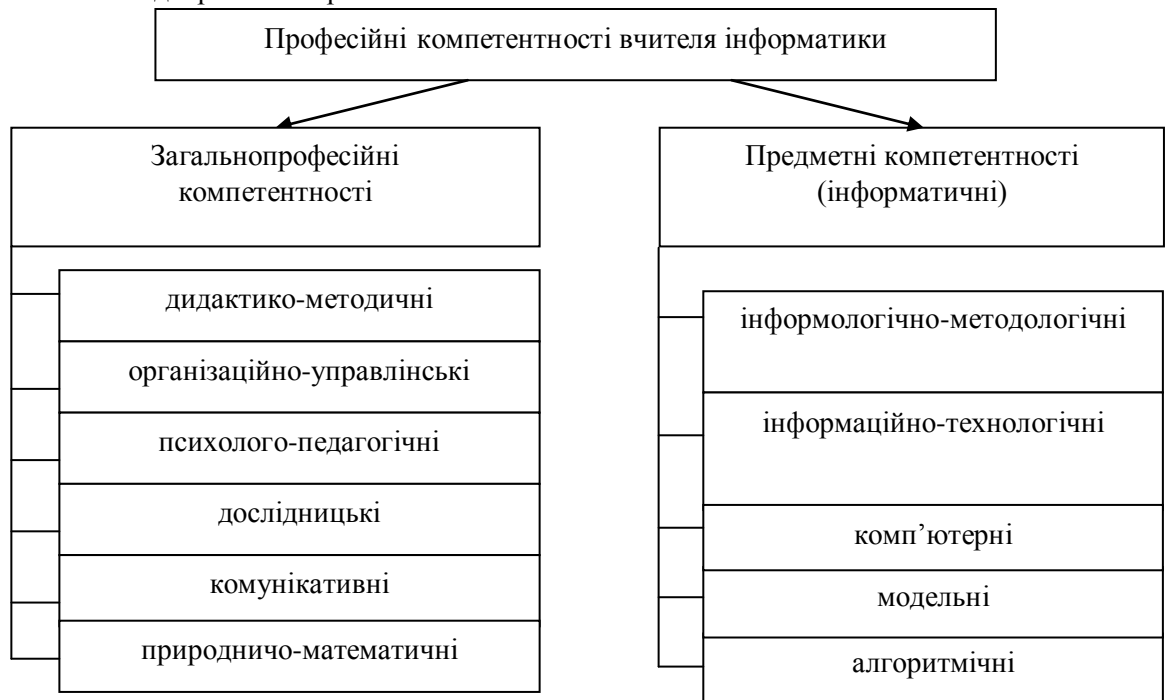 Професійні компетентності вчителя інформатики
Загальнопрофесійні
компетентності
дидактико-методичні
організаційно-управлінські
психолого-педагогічні
дослідницькі
комунікативні
природничо-математичні
Предметні компетентності
(інформатичні)
інформологічно-методологічні
інформаційно-технологічні
комп’ютерні
модельні
алгоритмічні